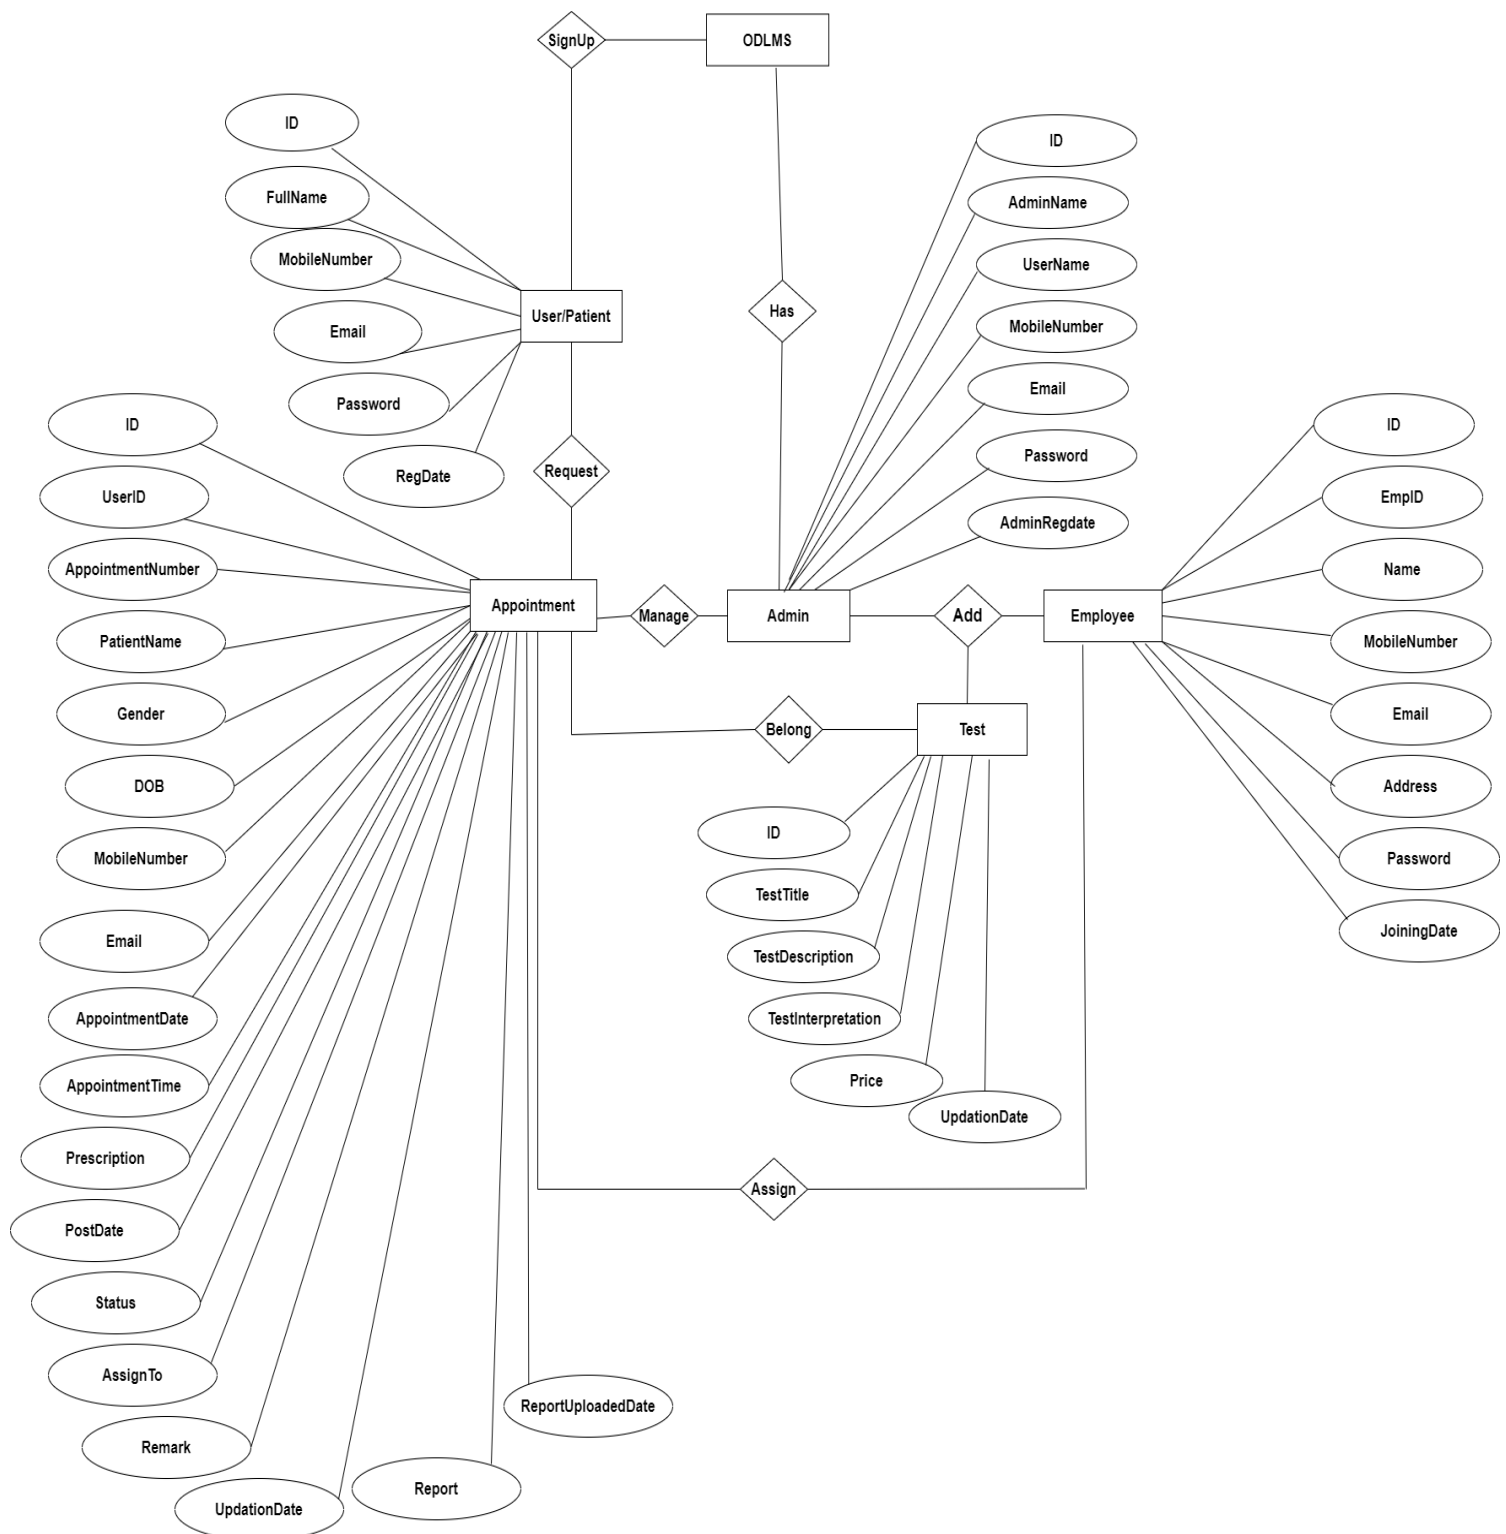 SignUp
ODLMS
ID
FullName
MobileNumber
Email
Password
RegDate
User/Patient
Has
Request
ID
AdminName
UserName
MobileNumber
Email
Password
AdminRegdate
ID
UserID
AppointmentNumber
PatientName
Gender
DOB
MobileNumber
Email
AppointmentDate
AppointmentTime
Prescription
PostDate
Status
AssignTo
Remark
UpdationDate
Report
ReportUploadedDate
Appointment
Manage
Admin
Add
Employee
ID
EmpID
Name
MobileNumber
Email
Address
Password
JoiningDate
Belong
Test
ID
TestTitle
TestDescription
TestInterpretation
Price
UpdationDate
Assign